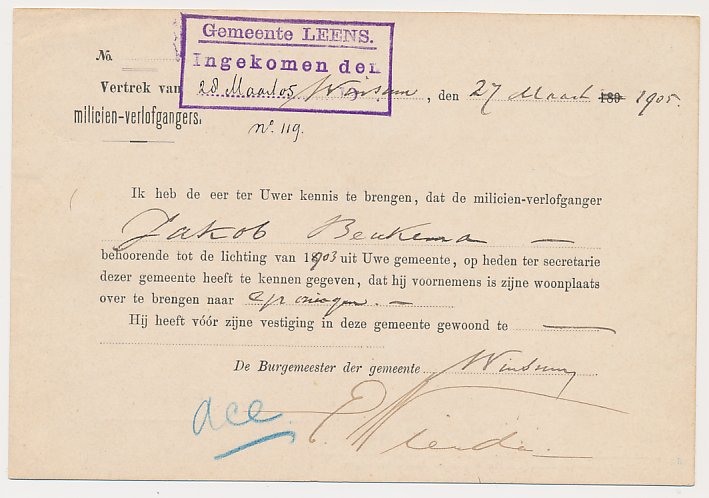 Gemeente LEENS.
Ingekomen den
28 Maart 05
No.
Vertrek van
milicien-verlofgangers.
Winsum, den 27 Maart 189 1905.
no. 119.
Ik heb de eer ter Uwer kennis te brengen, dat de milicien-verlofganger
Jakob Beukema —
behoorende tot de lichting van 1903 uit Uwe gemeente, op heden ter secretarie
dezer gemeente heeft te kennen gegeven, dat hij voornemens is zijne woonplaats
over te brengen naar Groningen. —
Hij heeft vóór zijne vestiging in deze gemeente gewoond te —
De Burgemeester der gemeente Winsum
acc